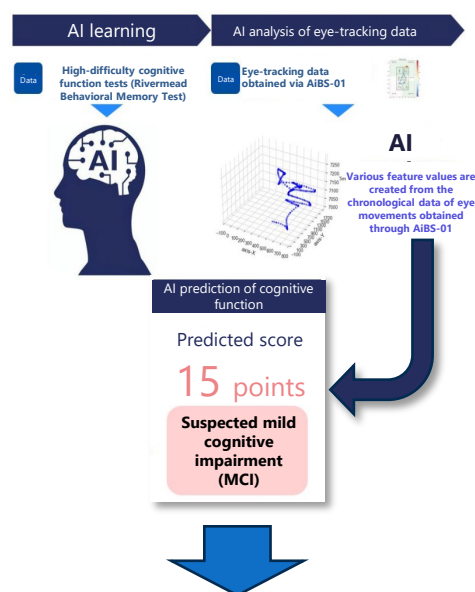 AI learning
AI analysis of eye-tracking data
Data
High-difficulty cognitive
function tests (Rivermead
Behavioral Memory Test)
Data
Eye-tracking data
obtained via AiBS-01
AI
AI
Various feature values are
created from the
chronological data of eye
movements obtained
through AiBS-01
axis-X
axis-Y
AI prediction of cognitive
function
Predicted score
15 points
Suspected mild
cognitive
impairment
(MCI)